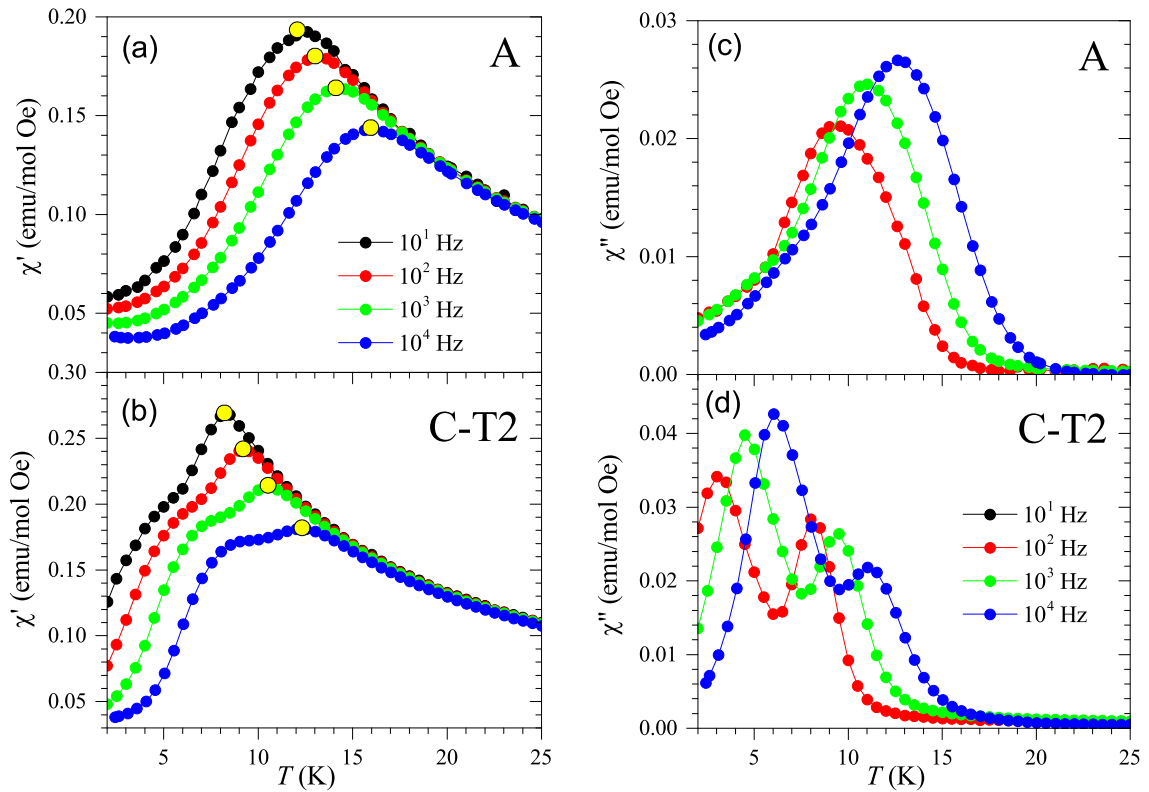 (a)
A
χ' (emu/mol Oe)
0.20
0.15
0.10
0.05
0.30
10¹ Hz
10² Hz
10³ Hz
10⁴ Hz
(b)
C-T2
χ' (emu/mol Oe)
0.25
0.20
0.15
0.10
0.05
5 10 15 20 25
T (K)
(c)
A
χ" (emu/mol Oe)
0.03
0.02
0.01
0.00
(d)
C-T2
χ" (emu/mol Oe)
0.04
0.03
0.02
0.01
0.00
10¹ Hz
10² Hz
10³ Hz
10⁴ Hz
5 10 15 20 25
T (K)